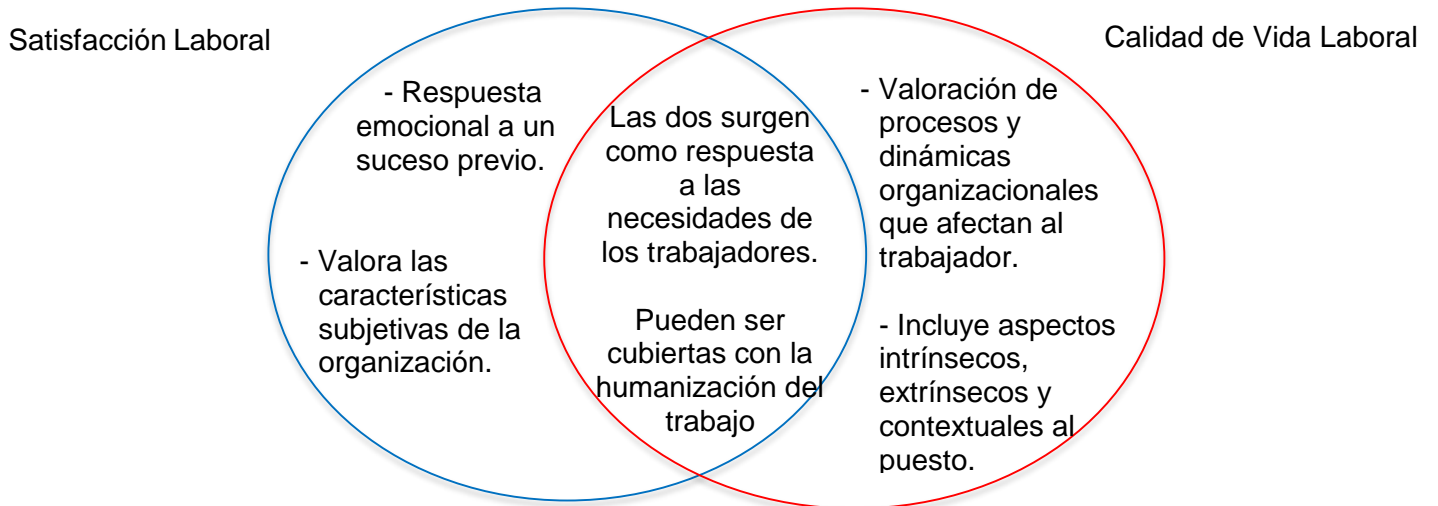 Satisfacción Laboral
Calidad de Vida Laboral
- Respuesta
emocional a un
suceso previo.
- Valora las
características
subjetivas de la
organización.
Las dos surgen
como respuesta
a las
necesidades de
los trabajadores.
Pueden ser
cubiertas con la
humanización del
trabajo
- Valoración de
procesos y
dinámicas
organizacionales
que afectan al
trabajador.
- Incluye aspectos
intrínsecos,
extrínsecos y
contextuales al
puesto.